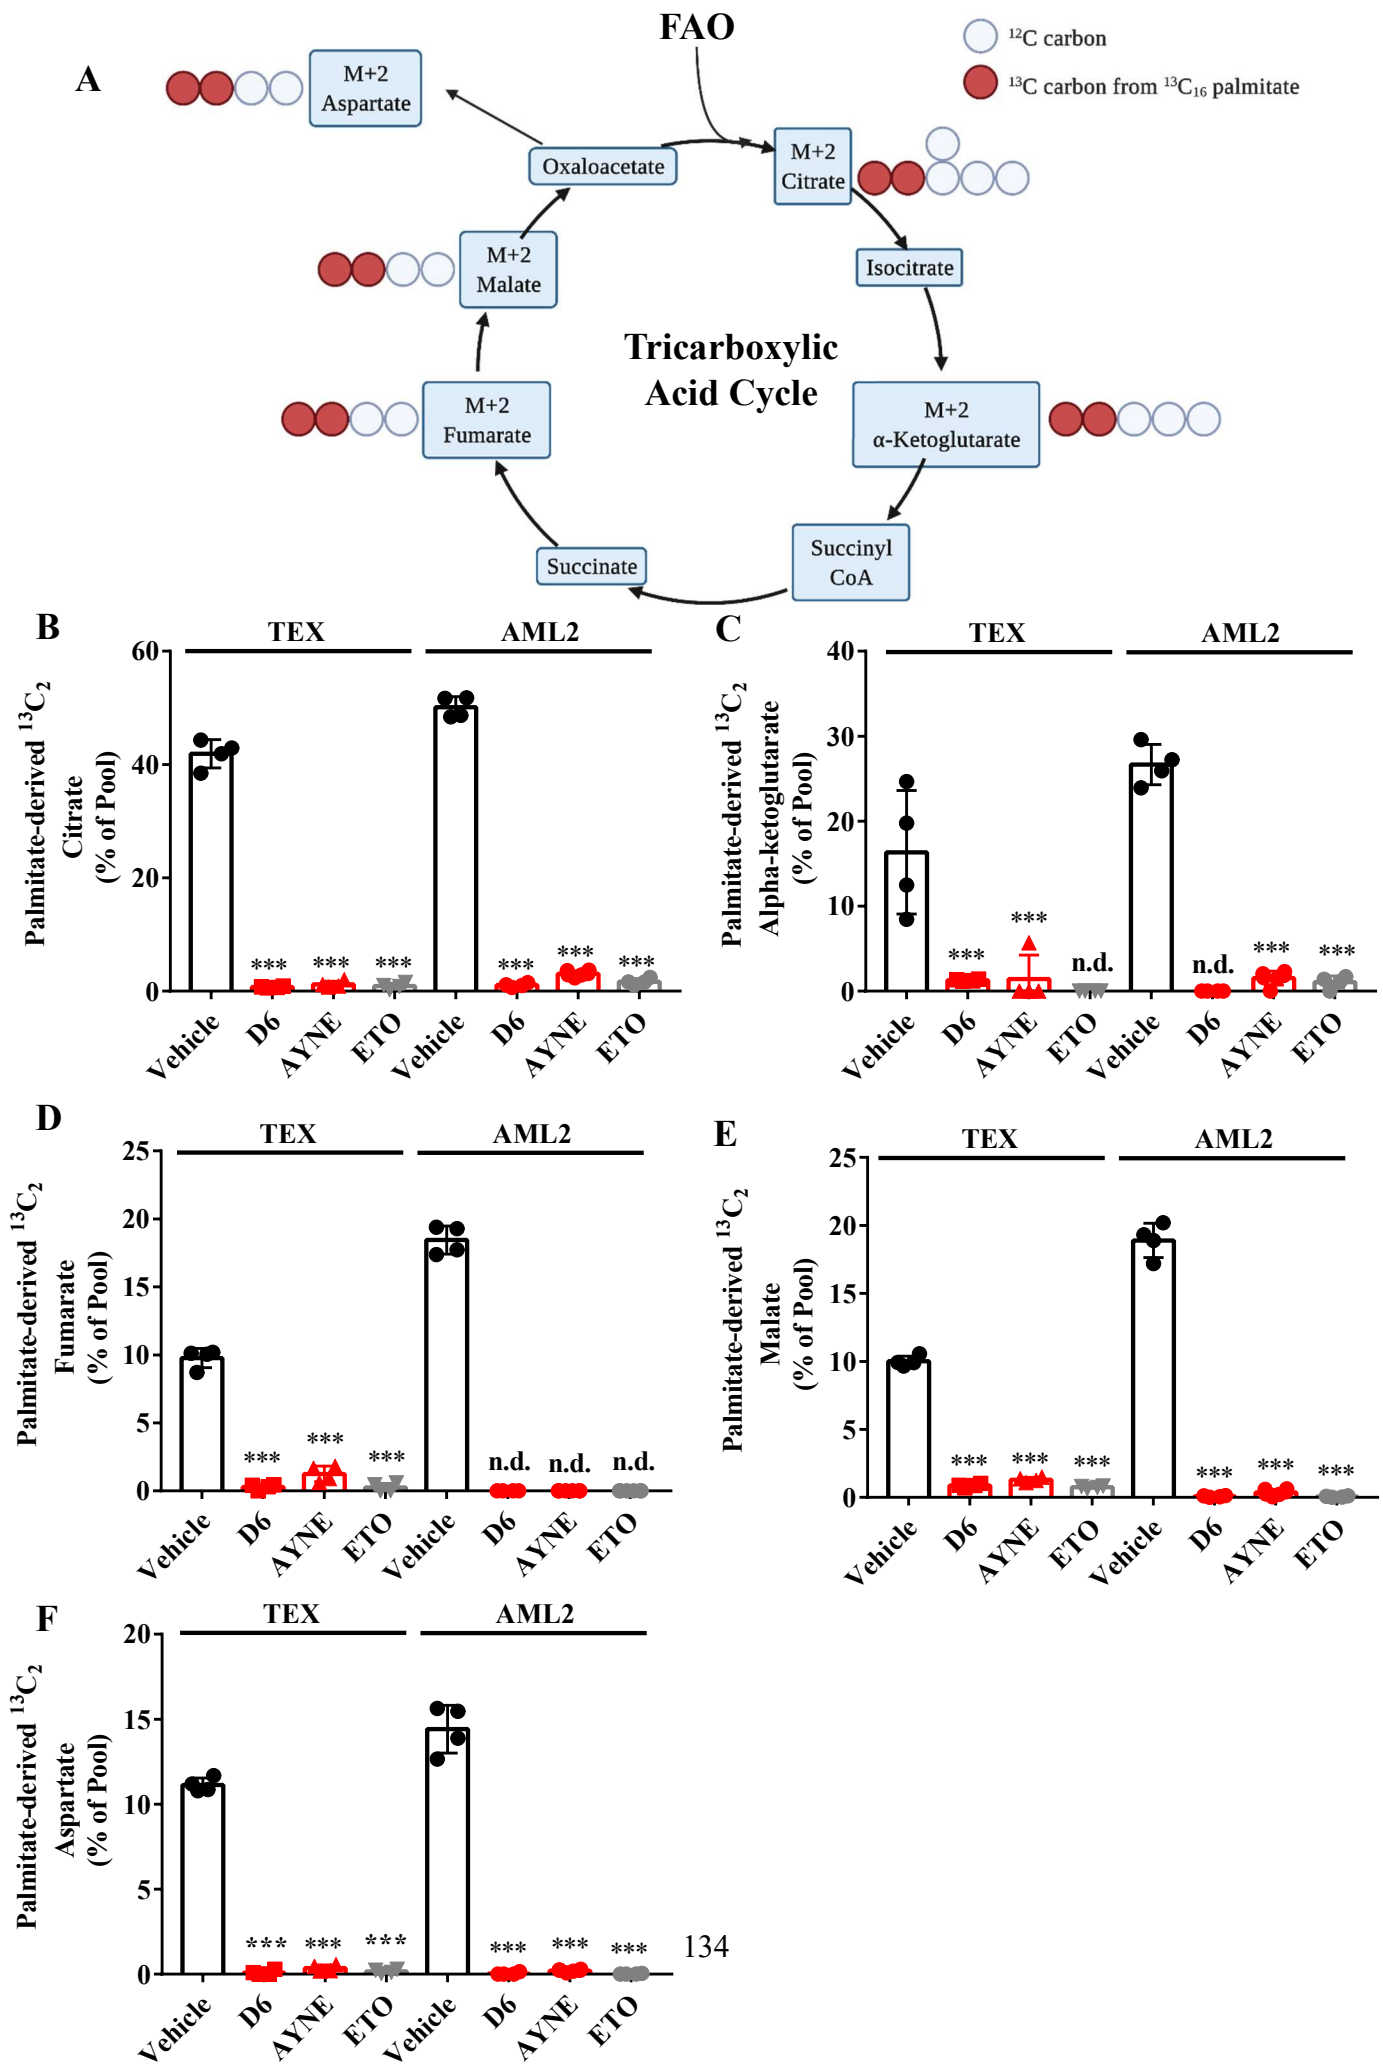 FAO
A
¹²C carbon
¹³C carbon from ¹³C₁₆ palmitate
M+2
Aspartate
Oxaloacetate
M+2
Citrate
M+2
Malate
Isocitrate
Tricarboxylic
Acid Cycle
M+2
Fumarate
M+2
α-Ketoglutarate
Succinate
Succinyl
CoA
B
TEX
AML2
Palmitate-derived ¹³C₂
Citrate
(% of Pool)
60
40
20
0
***
***
***
***
***
***
Vehicle
D6
AYNE
ETO
Vehicle
D6
AYNE
ETO
C
TEX
AML2
Palmitate-derived ¹³C₂
Alpha-ketoglutarate
(% of Pool)
40
30
20
10
0
***
***
n.d.
n.d.
***
***
Vehicle
D6
AYNE
ETO
Vehicle
D6
AYNE
ETO
D
TEX
AML2
Palmitate-derived ¹³C₂
Fumarate
(% of Pool)
25
20
15
10
5
0
***
***
***
n.d.
n.d.
n.d.
Vehicle
D6
AYNE
ETO
Vehicle
D6
AYNE
ETO
E
TEX
AML2
Palmitate-derived ¹³C₂
Malate
(% of Pool)
25
20
15
10
5
0
***
***
***
***
***
***
Vehicle
D6
AYNE
ETO
Vehicle
D6
AYNE
ETO
F
TEX
AML2
Palmitate-derived ¹³C₂
Aspartate
(% of Pool)
20
15
10
5
0
***
***
***
***
***
***
Vehicle
D6
AYNE
ETO
Vehicle
D6
AYNE
ETO
134